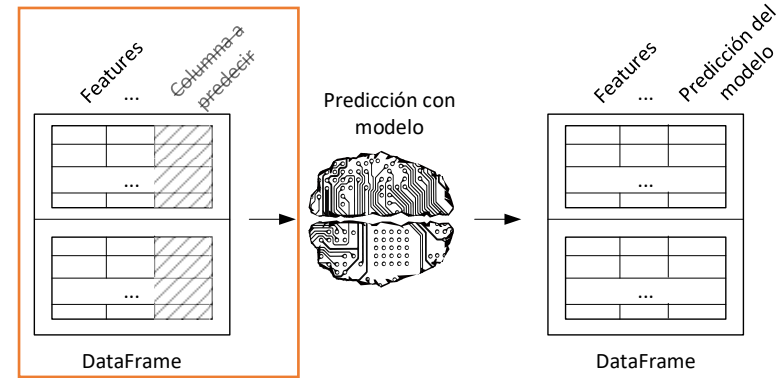 Features
...
Columna a
predecir
...
...
DataFrame
Predicción con
modelo
Features
...
Predicción del
modelo
...
...
DataFrame